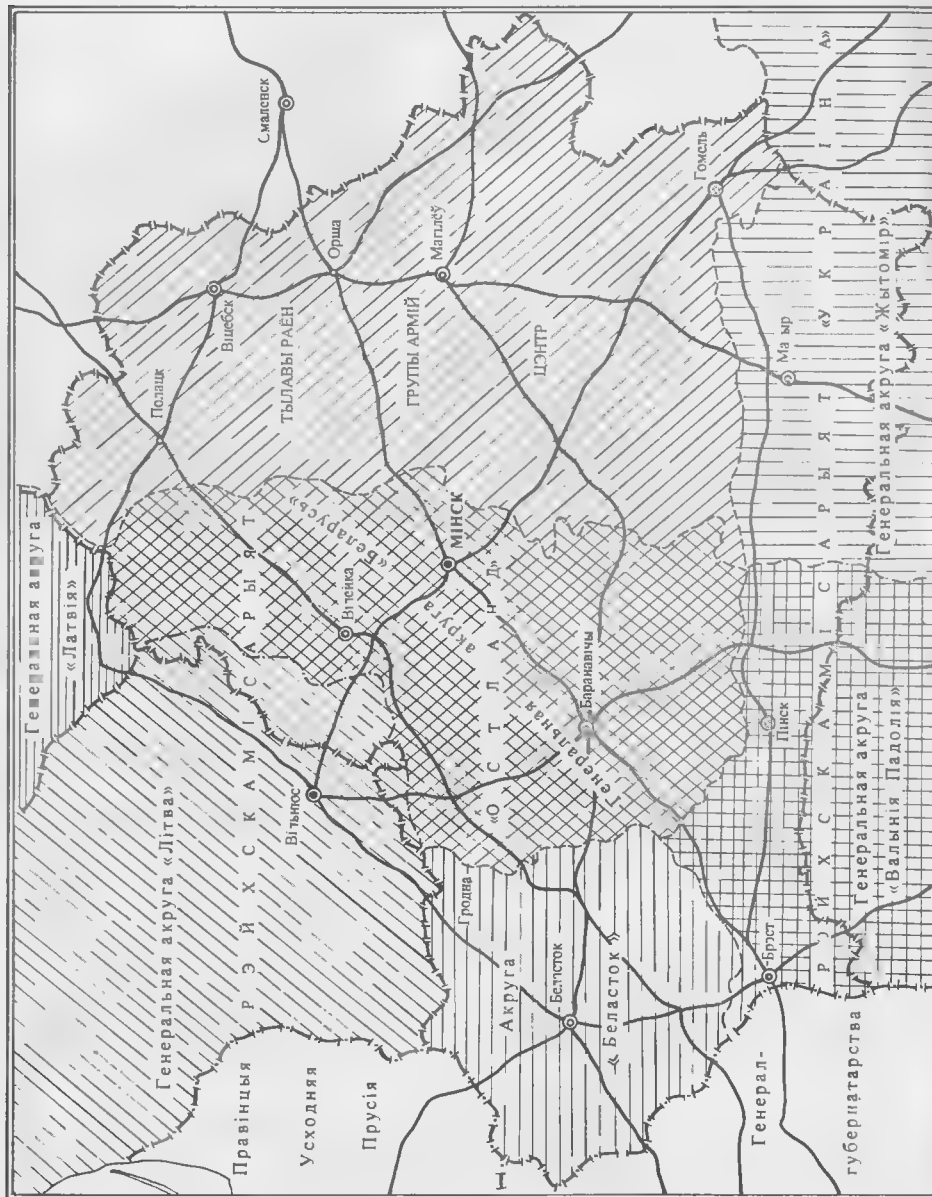 Генеральная акруга
«Латвія»
Генеральная акруга «Літва»
РЭЙХСКАМІСАРЫЯТ
«ОСТЛАНД»
Генеральная акруга «Беларусь»
Правінцыя
Усходняя
Прусія
Акруга
«Беласток»
Генерал-
губернатарства
ТЫЛАВЫ РАЁН
ГРУПЫ АРМІЙ
ЦЭНТР
РЭЙХСКАМІСАРЫЯТ «УКРАІНА»
Генеральная акруга «Жытомір»
Генеральная акруга
«Валынія Падолія»
Смаленск
Орша
Віцебск
Полацк
Магілёў
Гомель
МІНСК
Вілейка
Вільнюс
Баранавічы
Пінск
Гродна
Беласток
Брэст